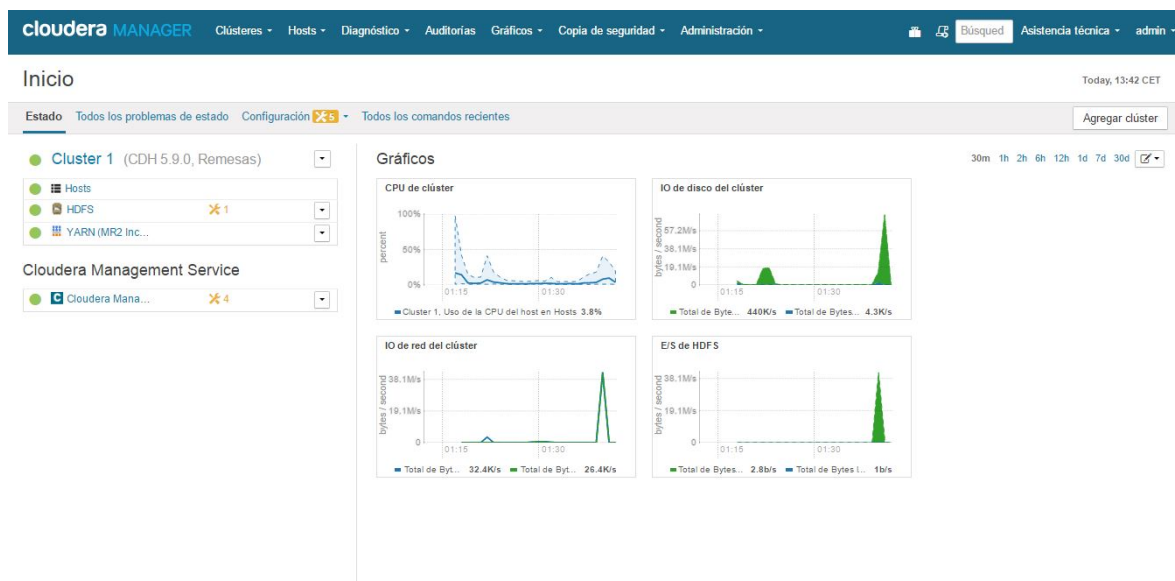 cloudera MANAGER Clústeres Hosts Diagnóstico Auditorías Gráficos Copia de seguridad Administración Búsqued Asistencia técnica admin
Inicio
Today, 13:42 CET
Estado Todos los problemas de estado Configuración 5 Todos los comandos recientes Agregar clúster
Cluster 1 (CDH 5.9.0, Remesas)
Hosts
HDFS 1
YARN (MR2 Inc...
Cloudera Management Service
C Cloudera Mana... 4
Gráficos
30m 1h 2h 6h 12h 1d 7d 30d
CPU de clúster
percent
100%
50%
0%
01:15 01:30
Cluster 1, Uso de la CPU del host en Hosts 3.8%
IO de disco del clúster
bytes / second
57.2M/s
38.1M/s
19.1M/s
0
01:15 01:30
Total de Byte... 440K/s Total de Bytes... 4.3K/s
IO de red del clúster
bytes / second
38.1M/s
19.1M/s
0
01:15 01:30
Total de Byt... 32.4K/s Total de Byt... 26.4K/s
E/S de HDFS
bytes / second
38.1M/s
19.1M/s
0
01:15 01:30
Total de Bytes... 2.8b/s Total de Bytes l... 1b/s